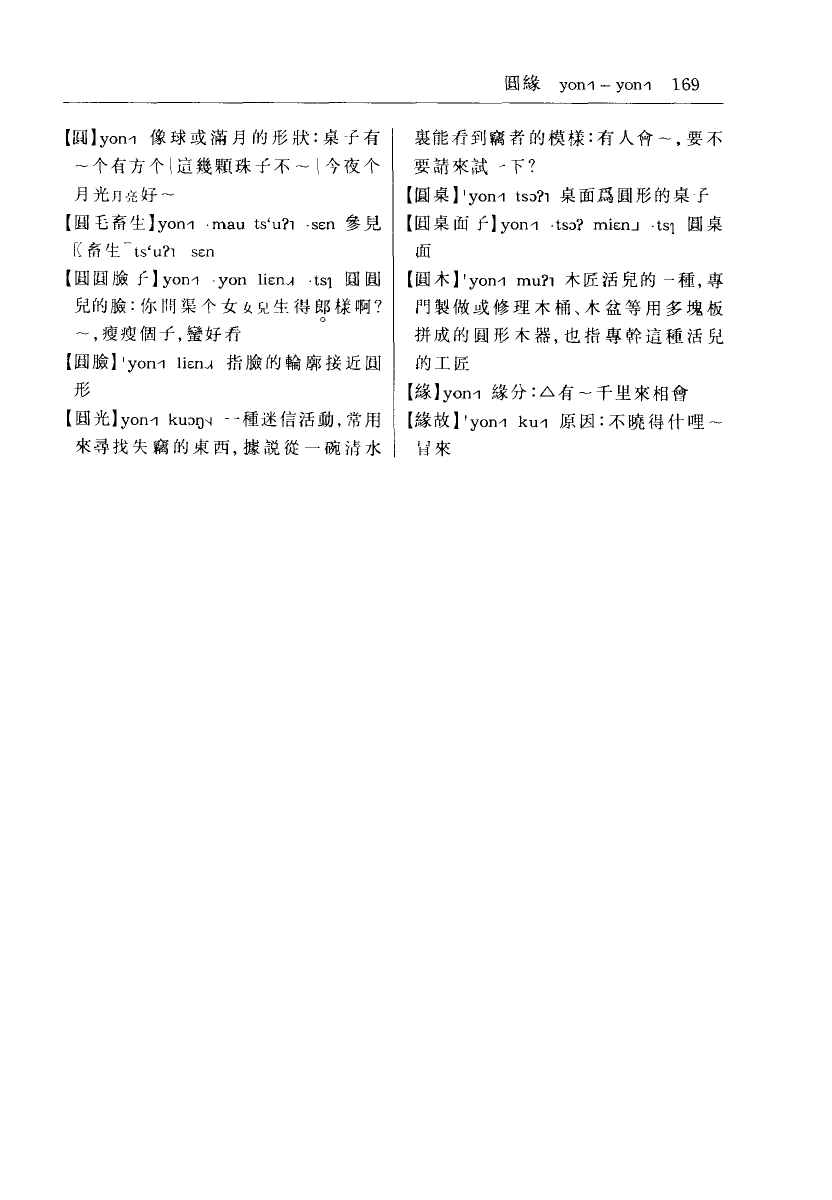 圓緣 yon˧˥ – yon˧˥ 169
【圓】yon˧˥ 像球或滿月的形狀：桌子有
～个有方个|這幾顆珠子不～|今夜个
月光月亮好～
【圓毛畜生】yon˧˥ ·mau ts‘uʔ˥ ·sɛn 參見
〖畜生〗ts‘uʔ˥ sɛn
【圓圓臉子】yon˧˥ ·yon liɛn ·tsɿ 圓圓
兒的臉：你問渠个女女兒生得郎樣啊？
～，瘦瘦個子，蠻好看
【圓臉】'yon˧˥ liɛn 指臉的輪廓接近圓
形
【圓光】yon˧˥ kuɔŋ 一種迷信活動，常用
來尋找失竊的東西，據説從一碗清水
裏能看到竊者的模樣：有人會～，要不
要請來試一下？
【圓桌】'yon˧˥ tsɔʔ˥ 桌面爲圓形的桌子
【圓桌面子】yon˧˥ ·tsɔʔ miɛn˩ ·tsɿ 圓桌
面
【圓木】'yon˧˥ muʔ˥ 木匠活兒的一種，專
門製做或修理木桶、木盆等用多塊板
拼成的圓形木器，也指專幹這種活兒
的工匠
【緣】yon˧˥ 緣分：△有～千里來相會
【緣故】'yon˧˥ ku˧˥ 原因：不曉得什哩～
冒來